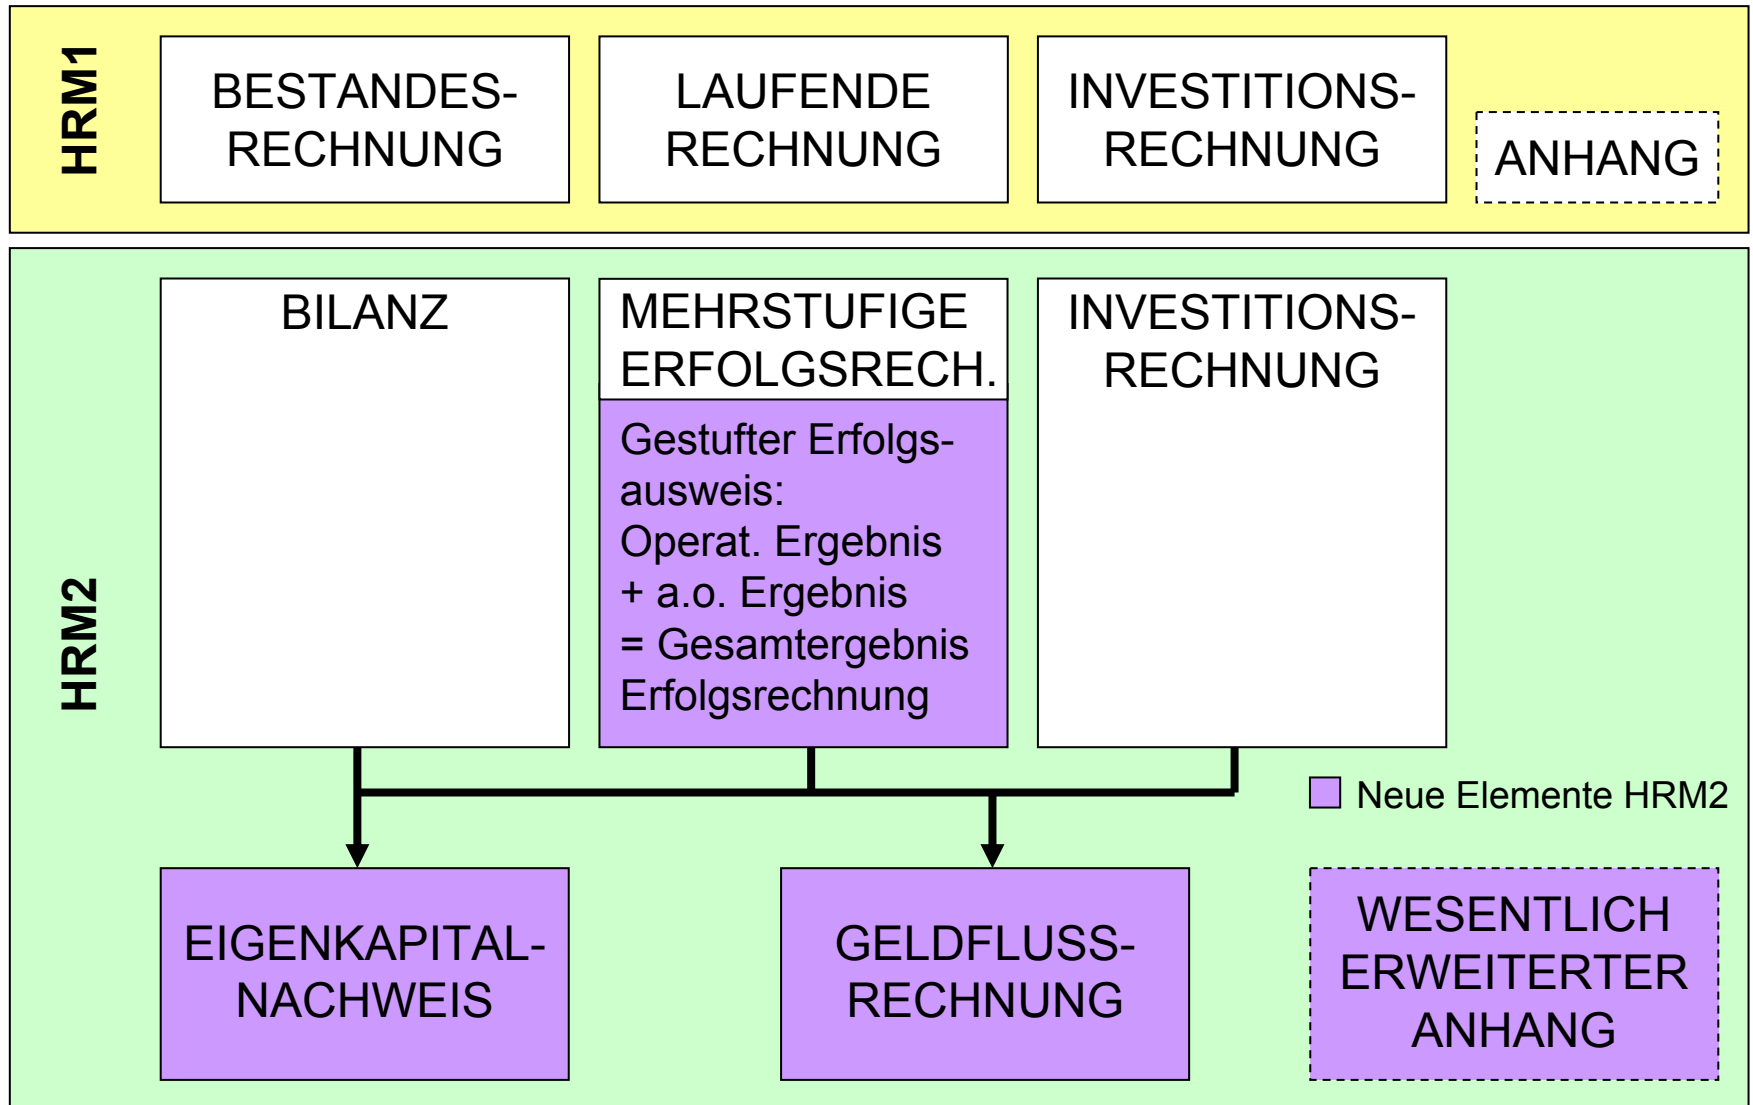 HRM1
BESTANDES-
RECHNUNG
LAUFENDE
RECHNUNG
INVESTITIONS-
RECHNUNG
ANHANG
HRM2
BILANZ
MEHRSTUFIGE
ERFOLGSRECH.
Gestufter Erfolgs-
ausweis:
Operat. Ergebnis
+ a.o. Ergebnis
= Gesamtergebnis
Erfolgsrechnung
INVESTITIONS-
RECHNUNG
Neue Elemente HRM2
EIGENKAPITAL-
NACHWEIS
GELDFLUSS-
RECHNUNG
WESENTLICH
ERWEITERTER
ANHANG